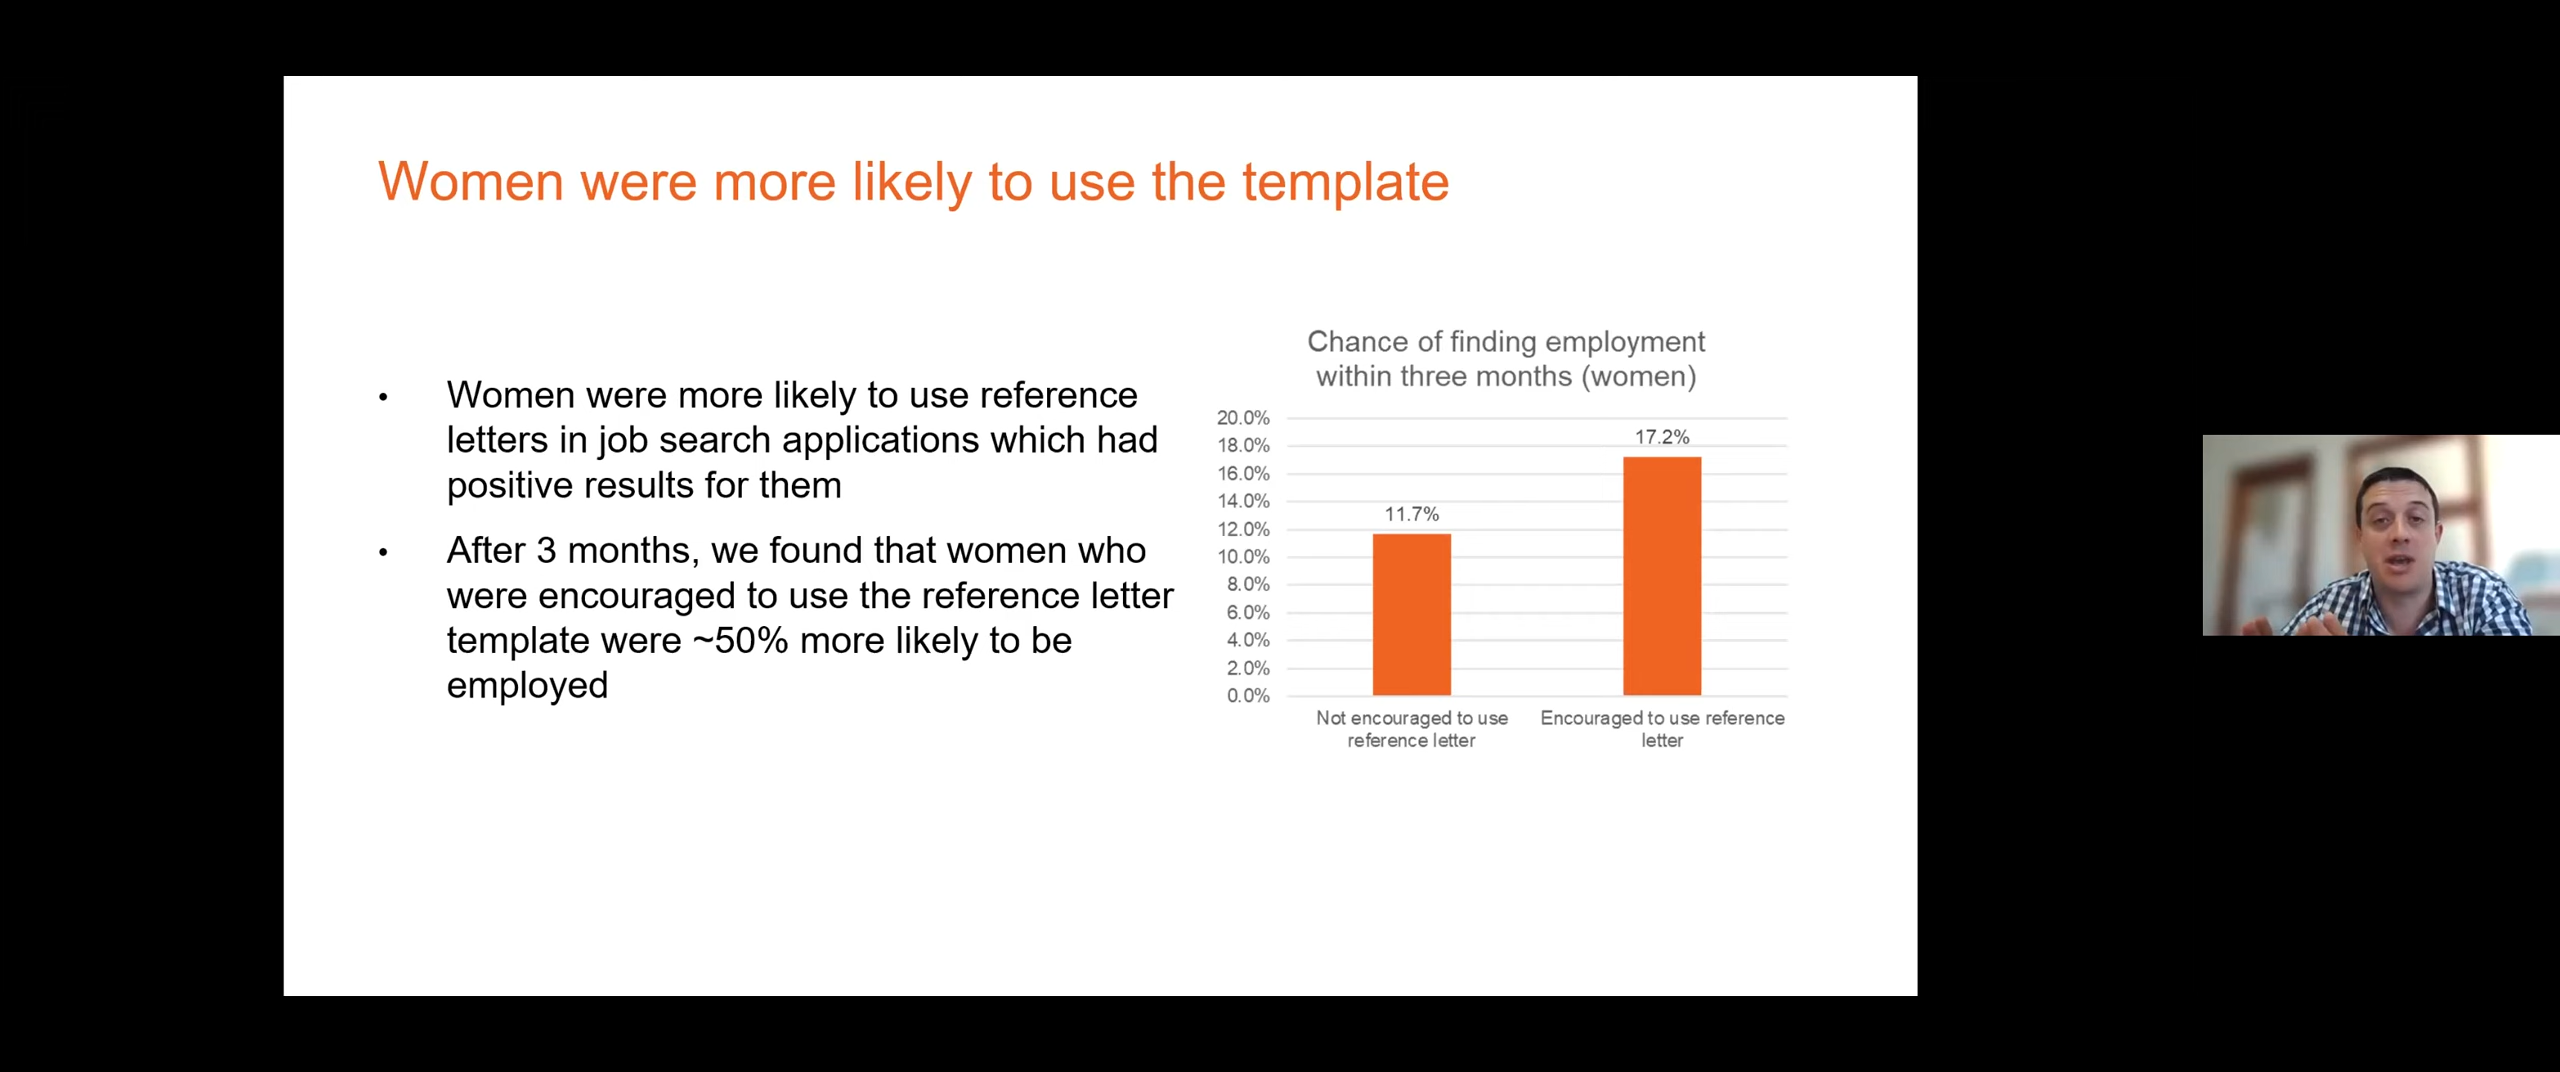 Women were more likely to use the template
• Women were more likely to use reference
letters in job search applications which had
positive results for them
• After 3 months, we found that women who
were encouraged to use the reference letter
template were ~50% more likely to be
employed
Chance of finding employment
within three months (women)
20.0%
18.0%
16.0%
14.0%
12.0%
10.0%
8.0%
6.0%
4.0%
2.0%
0.0%
11.7%
17.2%
Not encouraged to use
reference letter
Encouraged to use reference
letter